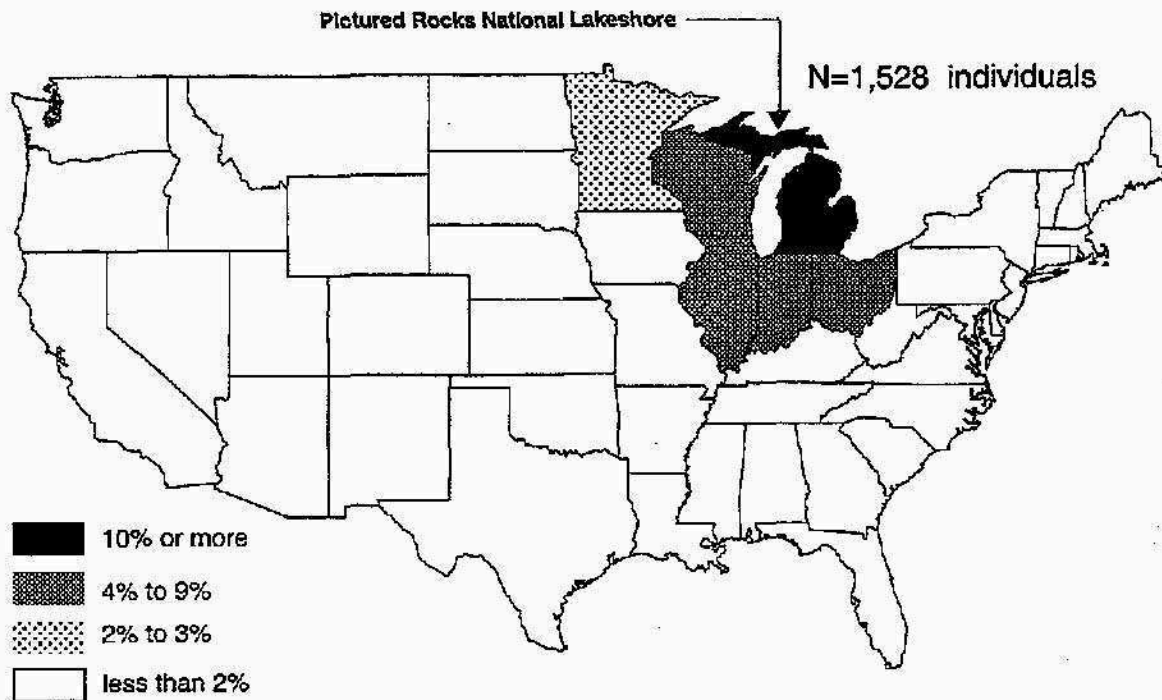 Pictured Rocks National Lakeshore
N=1,528 individuals
10% or more
4% to 9%
2% to 3%
less than 2%